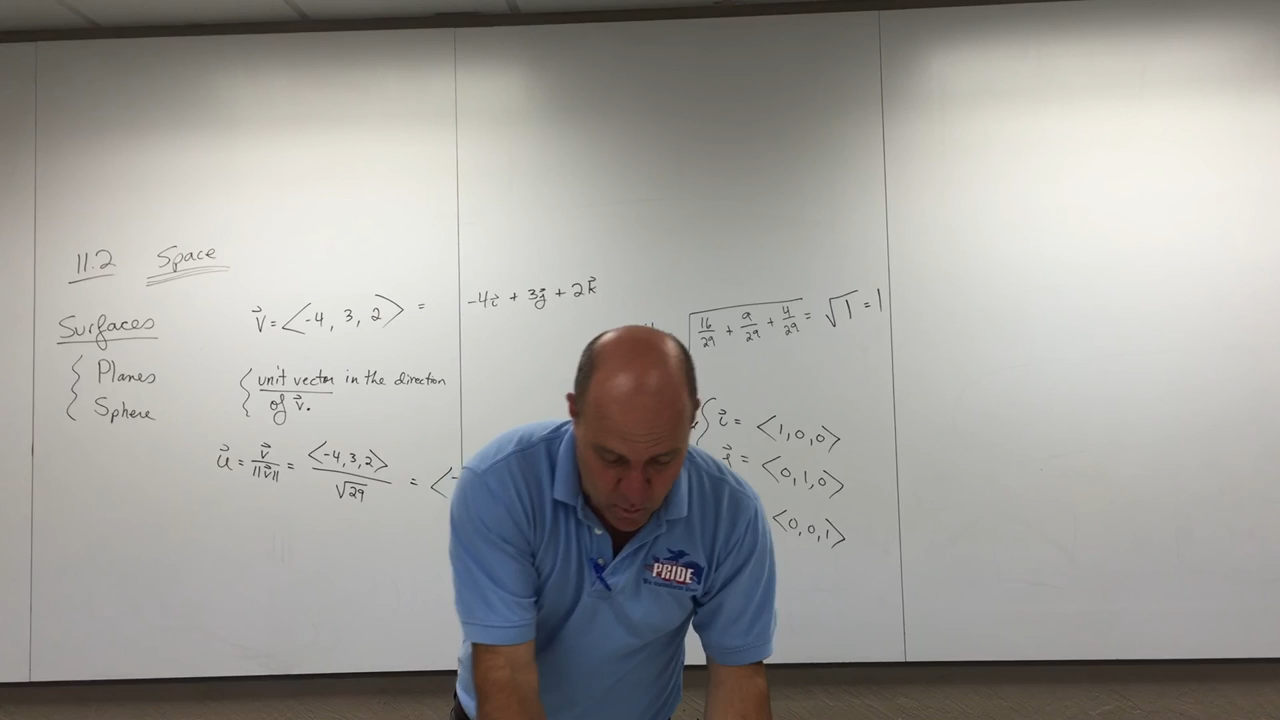 11.2 Space
Surfaces
{ Planes
Sphere
v⃗ = <-4, 3, 2> = -4i⃗ + 3j⃗ + 2k⃗
{ unit vector in the direction
of v⃗.
u⃗ = v⃗/||v⃗|| = <-4, 3, 2>/√29 = <-
√(16/29 + 9/29 + 4/29) = √1 = 1
i⃗ = <1, 0, 0>
= <0, 1, 0>
<0, 0, 1>
PRIDE